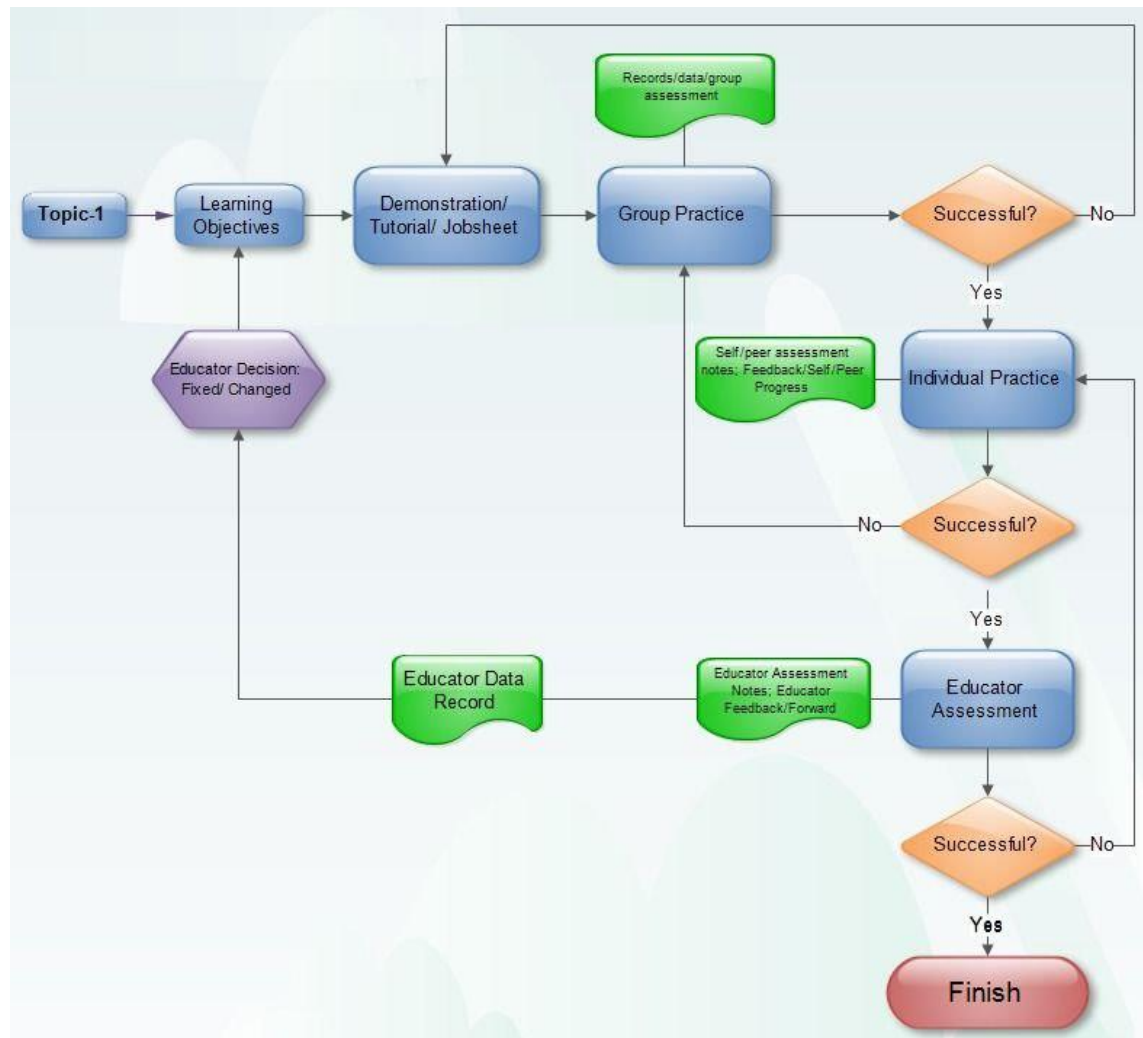 Records/data/group
assessment
Topic-1
Learning
Objectives
Demonstration/
Tutorial/ Jobsheet
Group Practice
Successful?
No
Yes
Educator Decision:
Fixed/ Changed
Self/peer assessment
notes; Feedback/Self/Peer
Progress
Individual Practice
No
Successful?
Yes
Educator Data
Record
Educator Assessment
Notes; Educator
Feedback/Forward
Educator
Assessment
Successful?
No
Yes
Finish